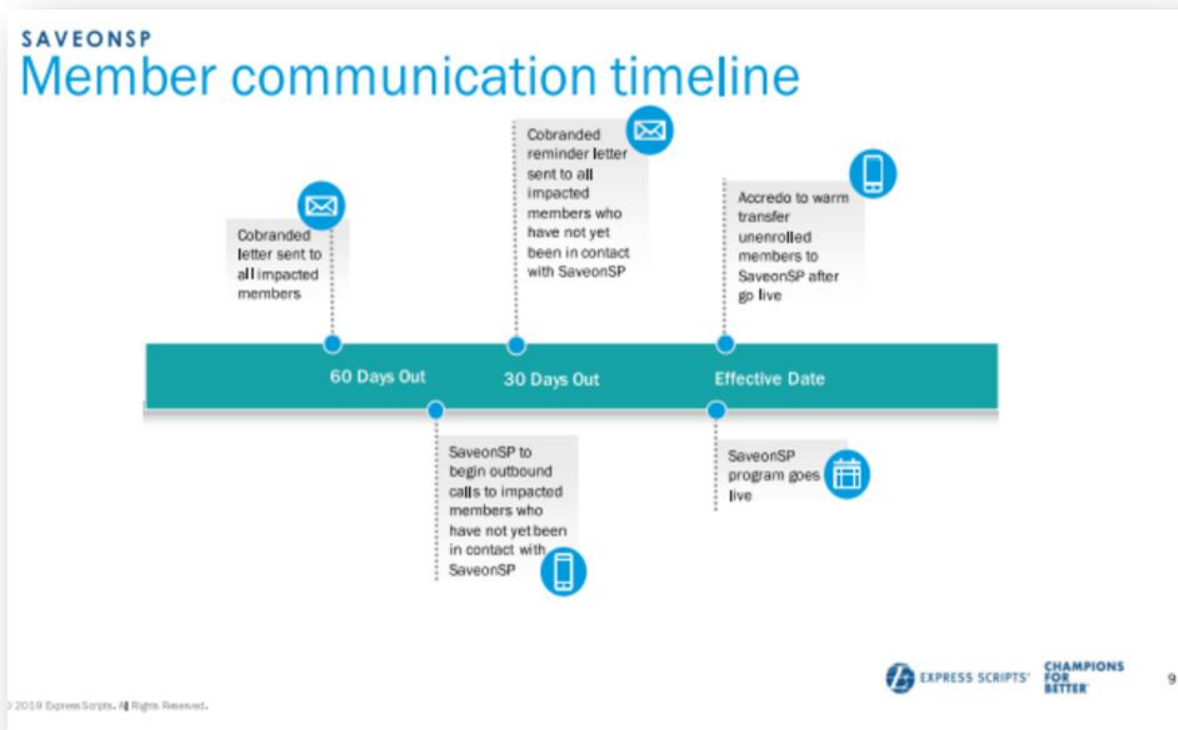 SAVEONSP
Member communication timeline
Cobranded
letter sent to
all impacted
members
Cobranded
reminder letter
sent to all
impacted
members who
have not yet
been in contact
with SaveonSP
Accredo to warm
transfer
unenrolled
members to
SaveonSP after
go live
60 Days Out
30 Days Out
Effective Date
SaveonSP to
begin outbound
calls to impacted
members who
have not yet been
in contact with
SaveonSP
SaveonSP
program goes
live
EXPRESS SCRIPTS®
CHAMPIONS
FOR
BETTER
9
© 2019 Express Scripts. All Rights Reserved.